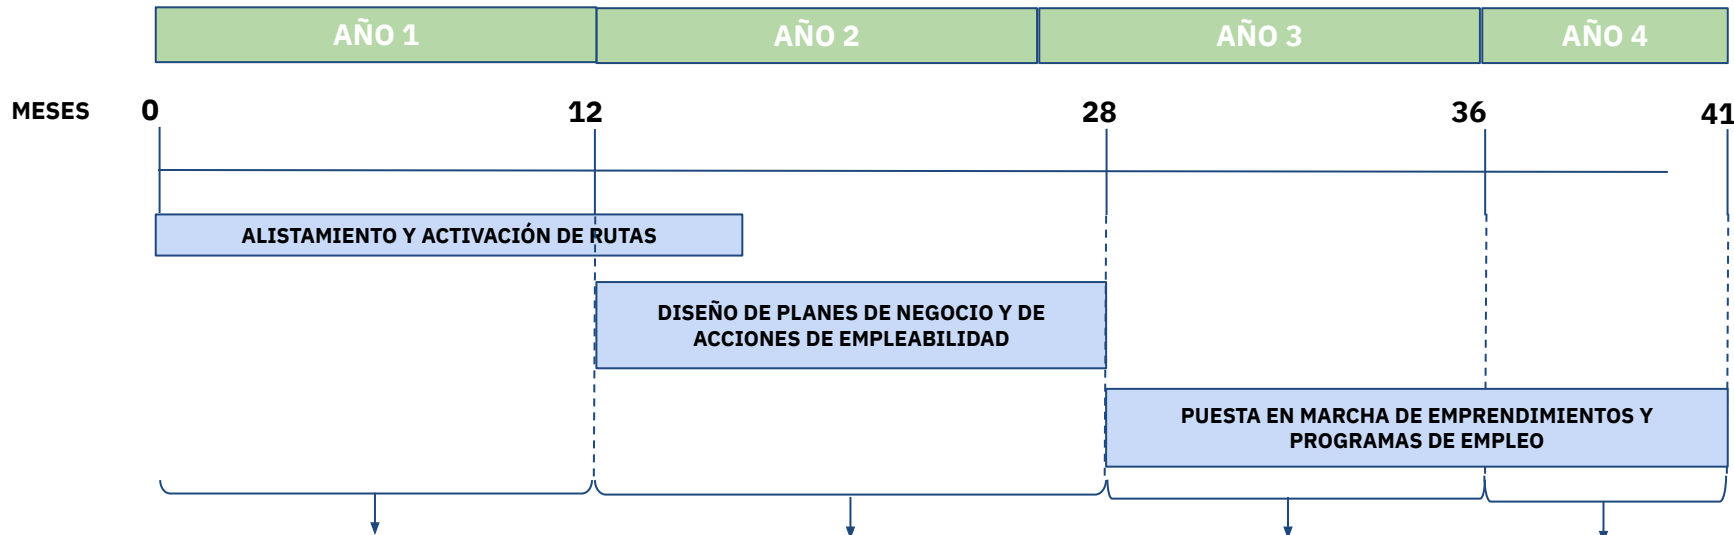 AÑO 1 AÑO 2 AÑO 3 AÑO 4
MESES 0 12 28 36 41
ALISTAMIENTO Y ACTIVACIÓN DE RUTAS
DISEÑO DE PLANES DE NEGOCIO Y DE
ACCIONES DE EMPLEABILIDAD
PUESTA EN MARCHA DE EMPRENDIMIENTOS Y
PROGRAMAS DE EMPLEO